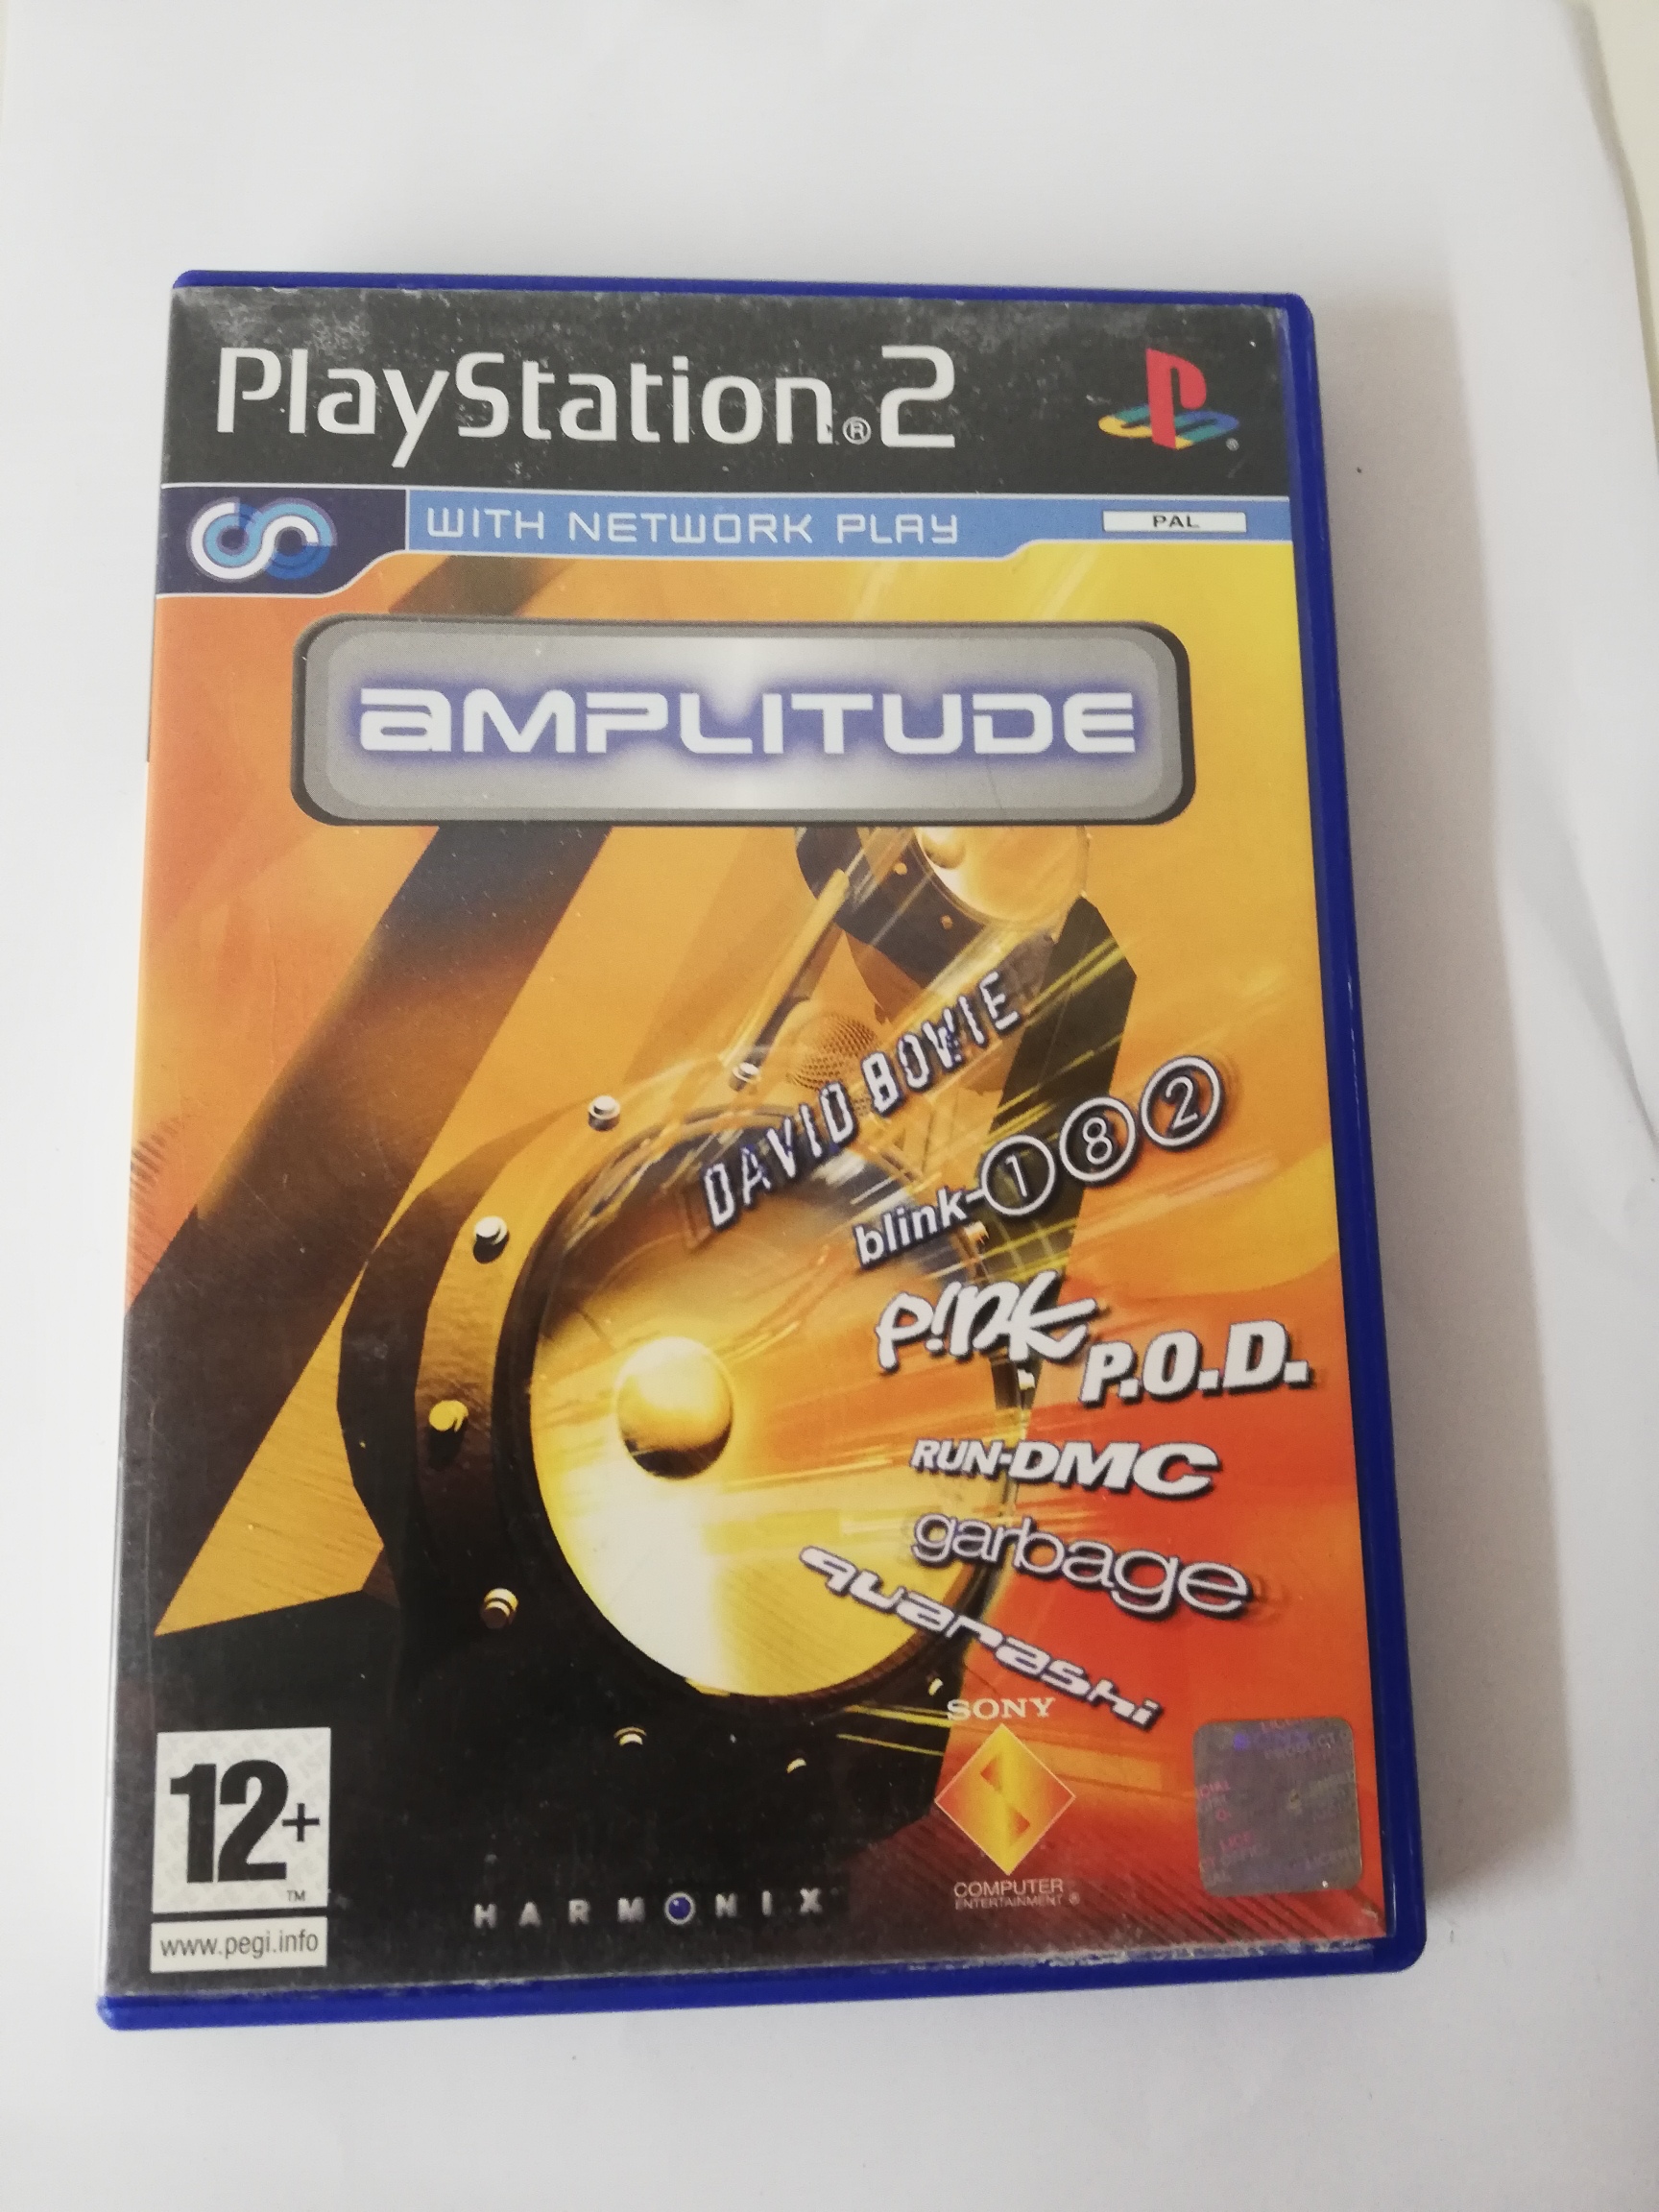 PlayStation®2
WITH NETWORK PLAY
PAL
aMPLITUDE
DAVID BOWIE
blink-182
P!nk
P.O.D.
RUN-DMC
garbage
quarashi
SONY
COMPUTER
ENTERTAINMENT®
12+
TM
www.pegi.info
HARMONIX